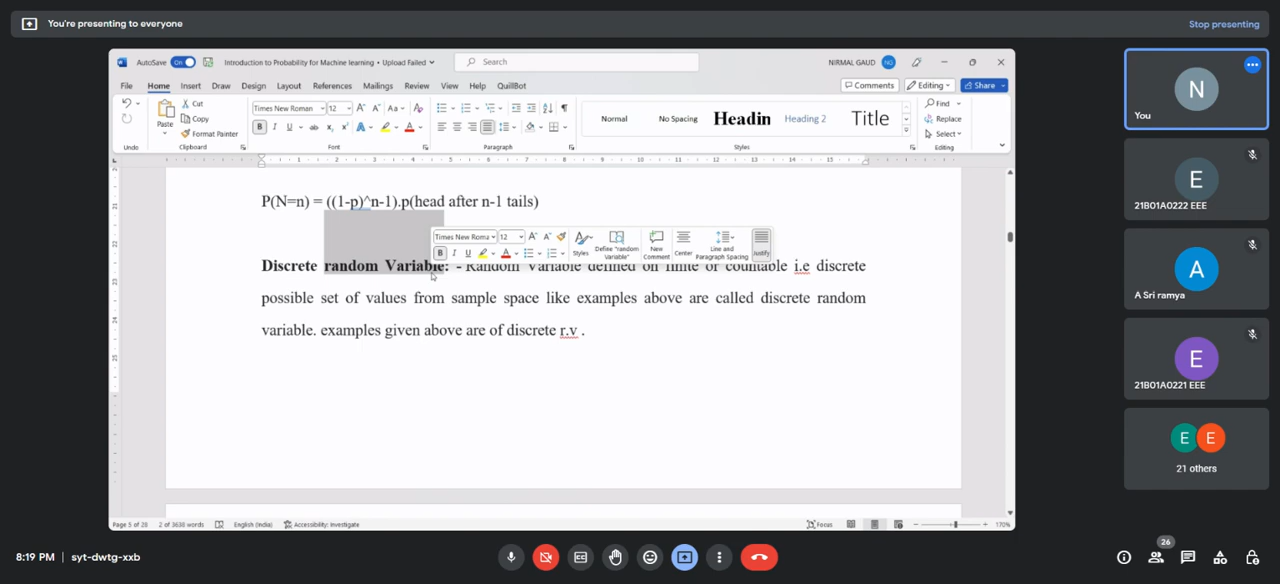 You're presenting to everyone
Stop presenting
AutoSave On Introduction to Probability for Machine learning • Upload Failed Search NIRMAL GAUD NG
File Home Insert Draw Design Layout References Mailings Review View Help QuillBot Comments Editing Share
Cut
Copy
Format Painter
Paste
Times New Roman 12
Normal No Spacing Headin Heading 2 Title
Find
Replace
Select
Undo Clipboard Font Paragraph Styles Editing
P(N=n) = ((1-p)^n-1).p(head after n-1 tails)
Times New Roma 12
Styles Define "random Variable" New Comment Center Line and Paragraph Spacing Justify
Discrete random Variable: - Random Variable defined on finite or countable i.e discrete
possible set of values from sample space like examples above are called discrete random
variable. examples given above are of discrete r.v .
Page 5 of 28 2 of 3638 words English (India) Accessibility: Investigate Focus 170%
N
You
E
21B01A0222 EEE
A
A Sri ramya
E
21B01A0221 EEE
E E
21 others
8:19 PM | syt-dwtg-xxb
26